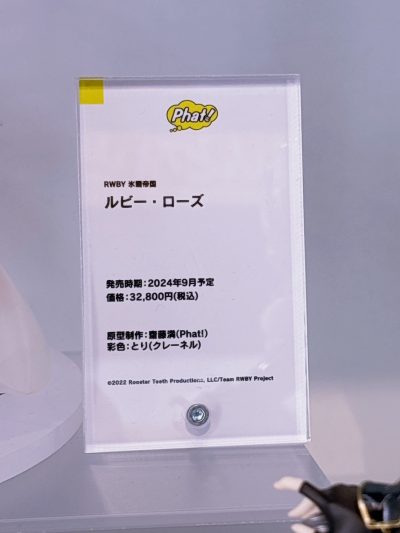 Phat!
RWBY 氷雪帝国
ルビー・ローズ
発売時期:2024年9月予定
価格:32,800円(税込)
原型制作:齋藤満(Phat!)
彩色:とり(クレーネル)
©2022 Rooster Teeth Productions, LLC/Team RWBY Project